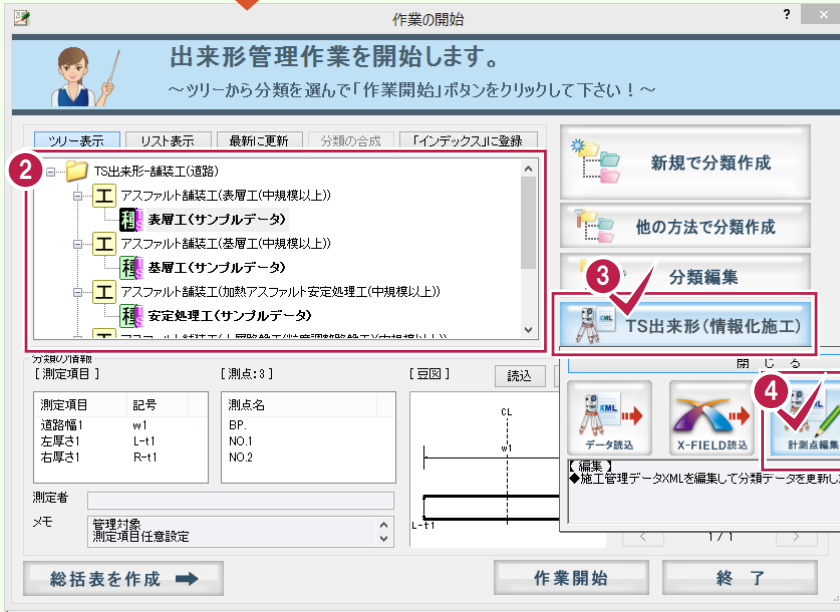 作業の開始
?
×
出来形管理作業を開始します。
～ツリーから分類を選んで「作業開始」ボタンをクリックして下さい！～
ツリー表示
リスト表示
最新に更新
分類の合成
「インデックス」に登録
2
TS出来形-舗装工(道路)
工 アスファルト舗装工(表層工(中規模以上))
種 表層工(サンプルデータ)
工 アスファルト舗装工(基層工(中規模以上))
種 基層工(サンプルデータ)
工 アスファルト舗装工(加熱アスファルト安定処理工(中規模以上))
種 安定処理工(サンプルデータ)
新規で分類作成
他の方法で分類作成
分類編集
3
XML
TS出来形(情報化施工)
閉じる
4
XML
データ読込
X-FIELD読込
計測点編集
【編集】
◆施工管理データXMLを編集して分類データを更新し
分類の情報
[測定項目]
[測点:3]
[豆図]
読込
測定項目 記号
道路幅1 w1
左厚さ1 L-t1
右厚さ1 R-t1
測点名
BP.
NO.1
NO.2
CL
w1
L-t1
測定者
メモ
管理対象
測定項目任意設定
<
1/1
>
総括表を作成
作業開始
終了